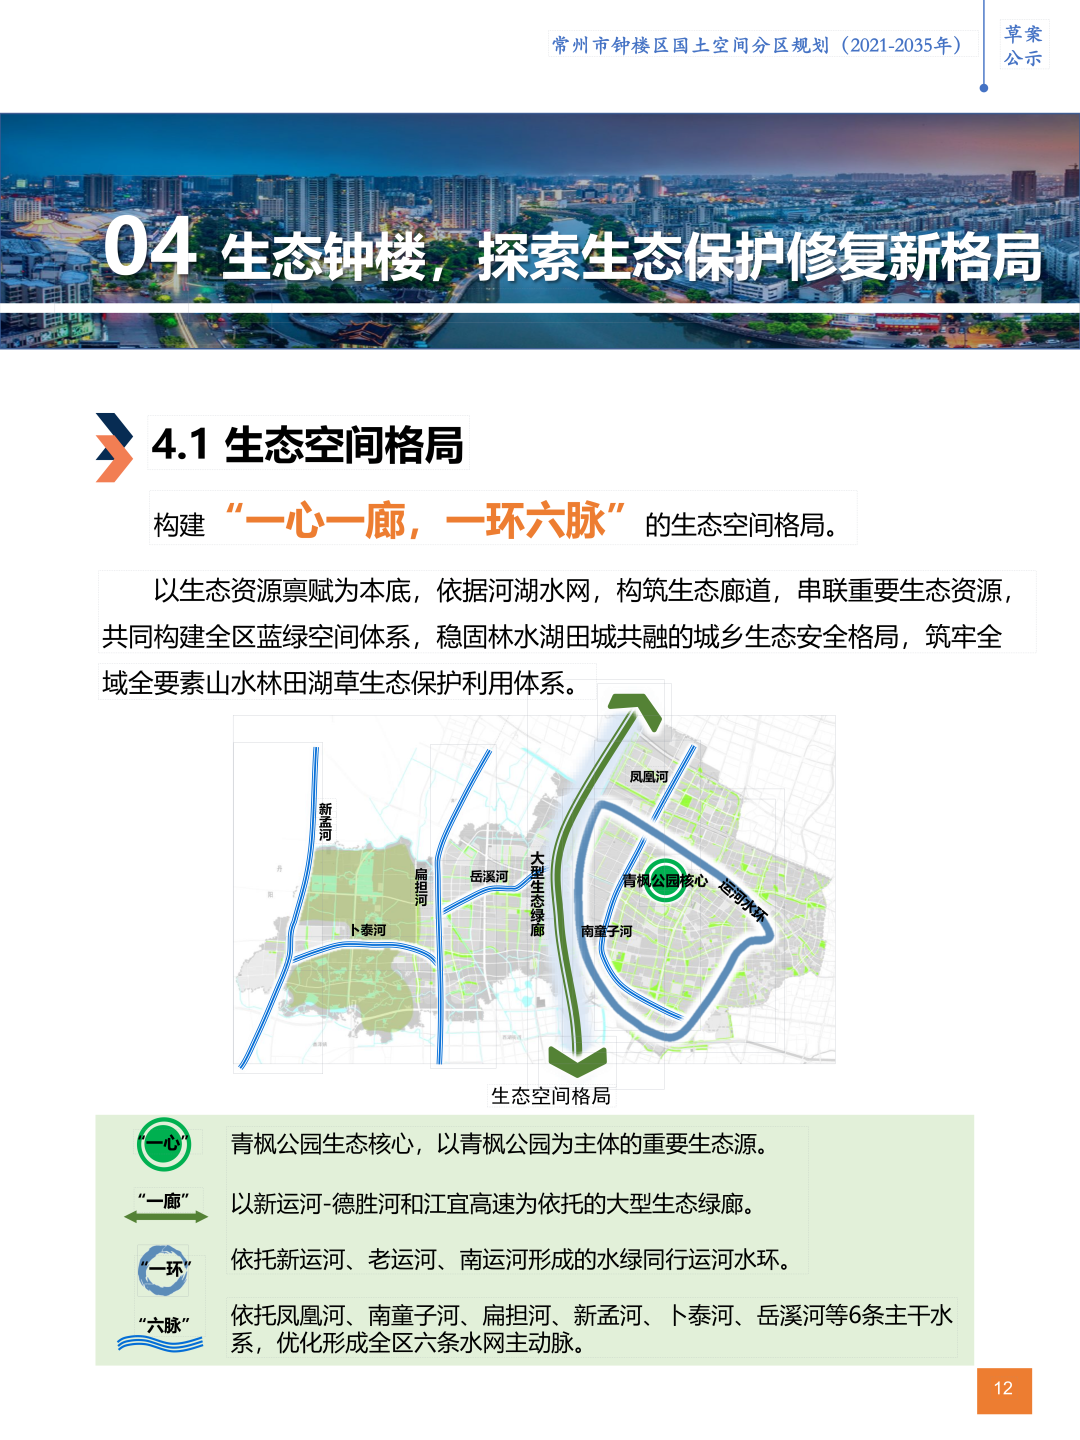 常州市钟楼区国土空间分区规划（2021-2035年）
草案
公示
04 生态钟楼，探索生态保护修复新格局
4.1 生态空间格局
构建“一心一廊，一环六脉”的生态空间格局。
以生态资源禀赋为本底，依据河湖水网，构筑生态廊道，串联重要生态资源，
共同构建全区蓝绿空间体系，稳固林水湖田城共融的城乡生态安全格局，筑牢全
域全要素山水林田湖草生态保护利用体系。
凤凰河
新孟河
大型生态绿廊
扁担河
岳溪河
青枫公园核心
运河水环
卜泰河
南童子河
生态空间格局
“一心”
青枫公园生态核心，以青枫公园为主体的重要生态源。
“一廊”
以新运河-德胜河和江宜高速为依托的大型生态绿廊。
“一环”
依托新运河、老运河、南运河形成的水绿同行运河水环。
“六脉”
依托凤凰河、南童子河、扁担河、新孟河、卜泰河、岳溪河等6条主干水
系，优化形成全区六条水网主动脉。
12